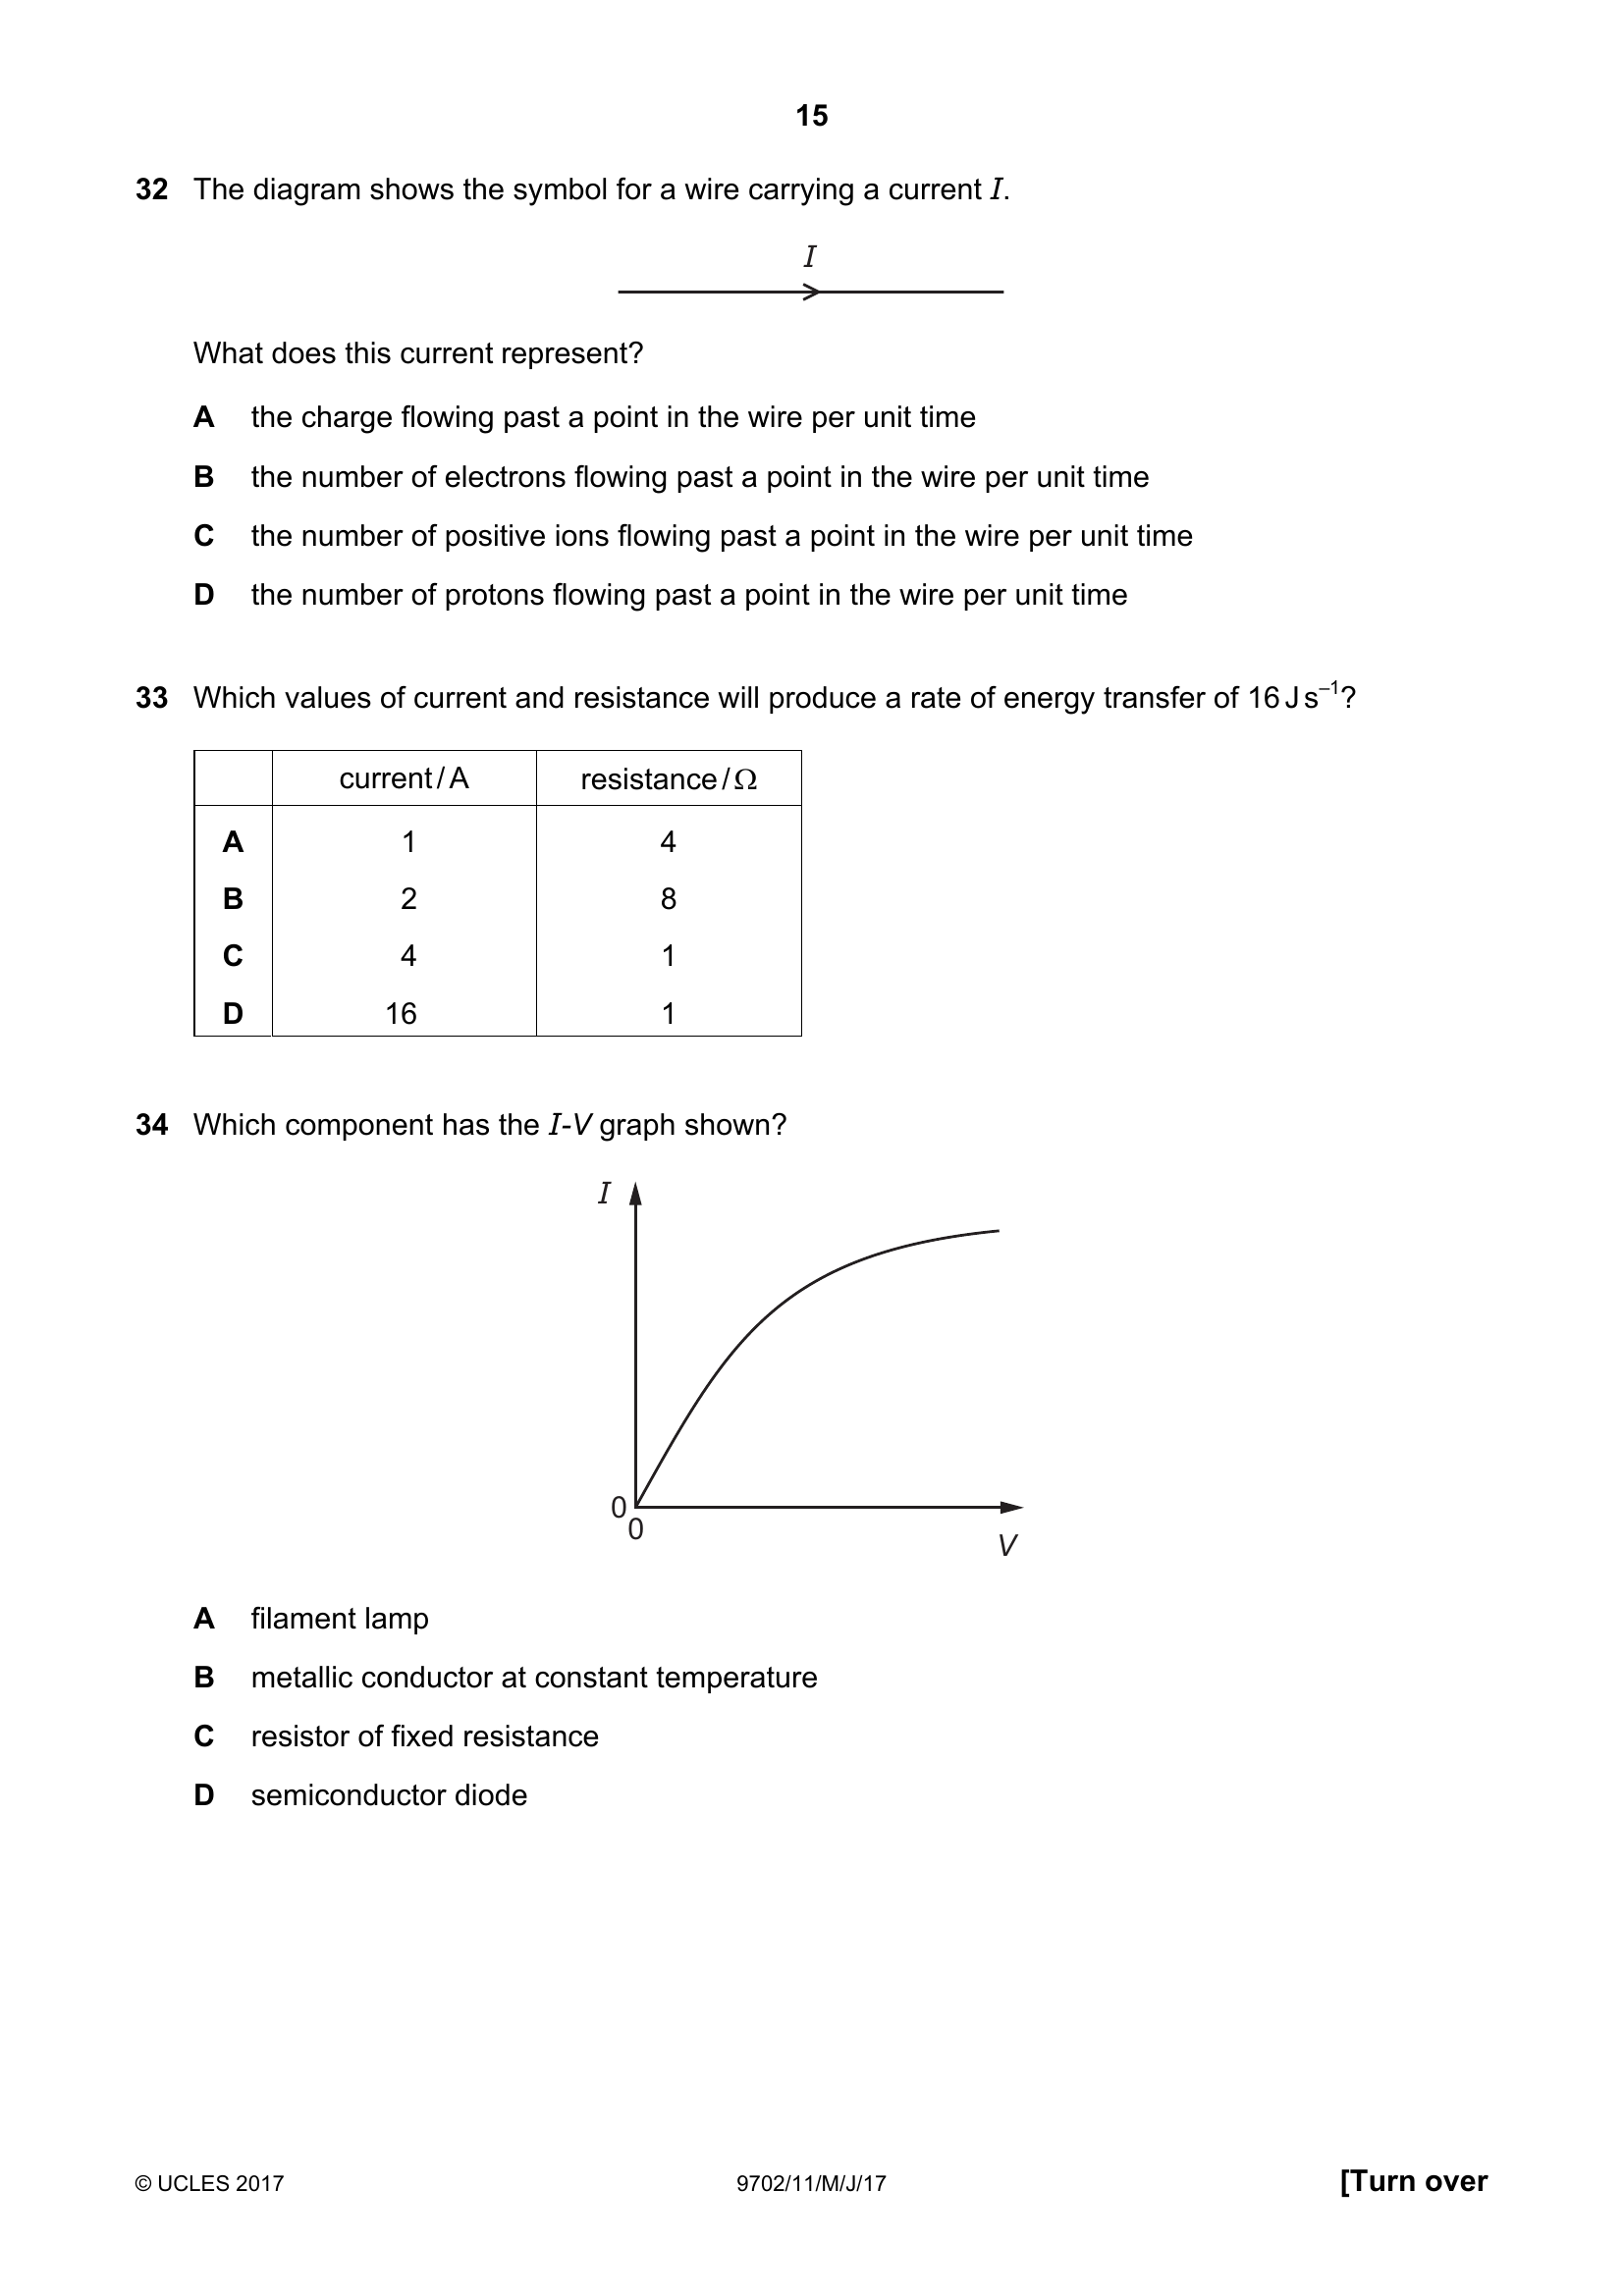 15
32 The diagram shows the symbol for a wire carrying a current I.
I
What does this current represent?
A the charge flowing past a point in the wire per unit time
B the number of electrons flowing past a point in the wire per unit time
C the number of positive ions flowing past a point in the wire per unit time
D the number of protons flowing past a point in the wire per unit time
33 Which values of current and resistance will produce a rate of energy transfer of 16 J s⁻¹?
current / A resistance / Ω
A 1 4
B 2 8
C 4 1
D 16 1
34 Which component has the I-V graph shown?
I
0
0
V
A filament lamp
B metallic conductor at constant temperature
C resistor of fixed resistance
D semiconductor diode
© UCLES 2017 9702/11/M/J/17 [Turn over